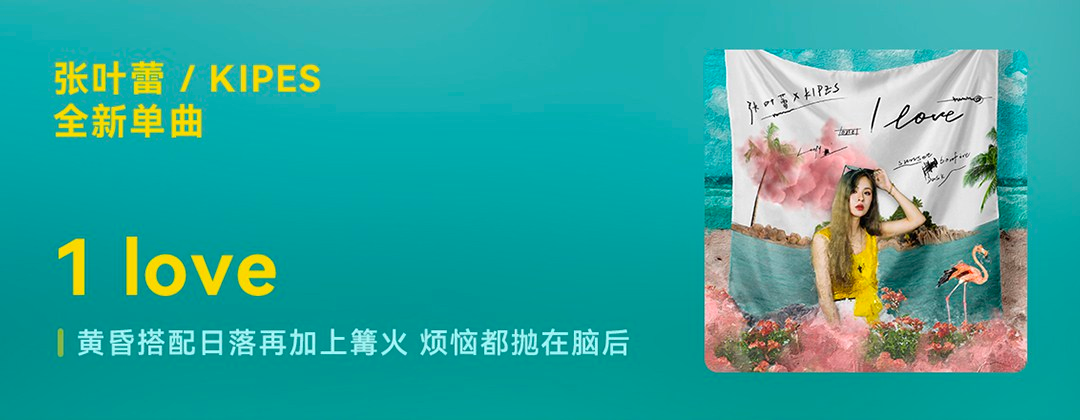 张叶蕾 / KIPES
全新单曲
1 love
黄昏搭配日落再加上篝火 烦恼都抛在脑后
张叶蕾 X KIPES
1 love